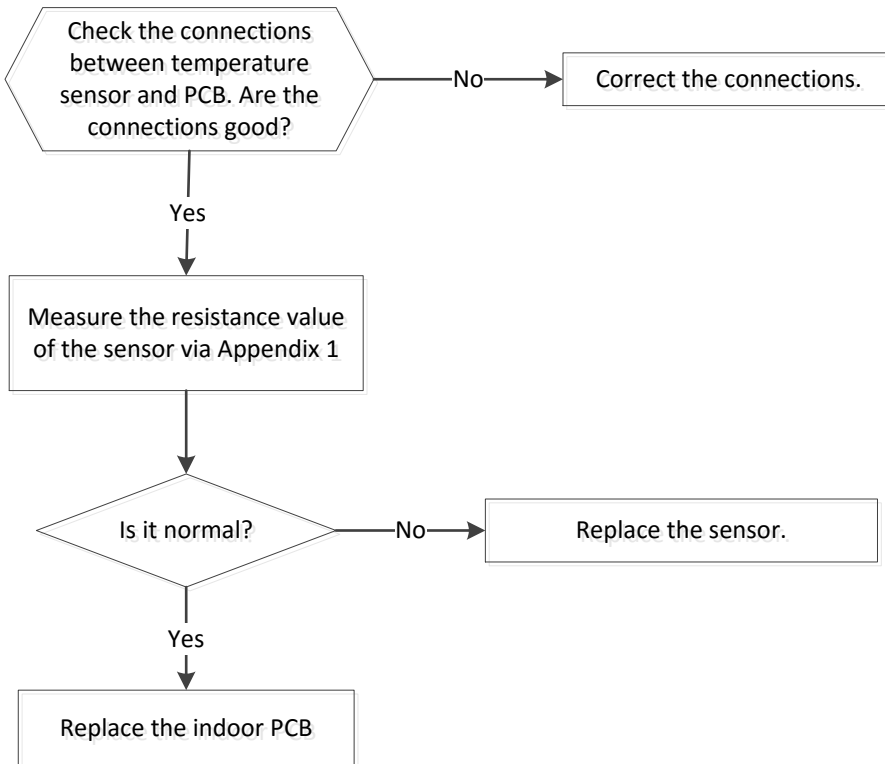 Check the connections
between temperature
sensor and PCB. Are the
connections good?
No
Correct the connections.
Yes
Measure the resistance value
of the sensor via Appendix 1
Is it normal?
No
Replace the sensor.
Yes
Replace the indoor PCB